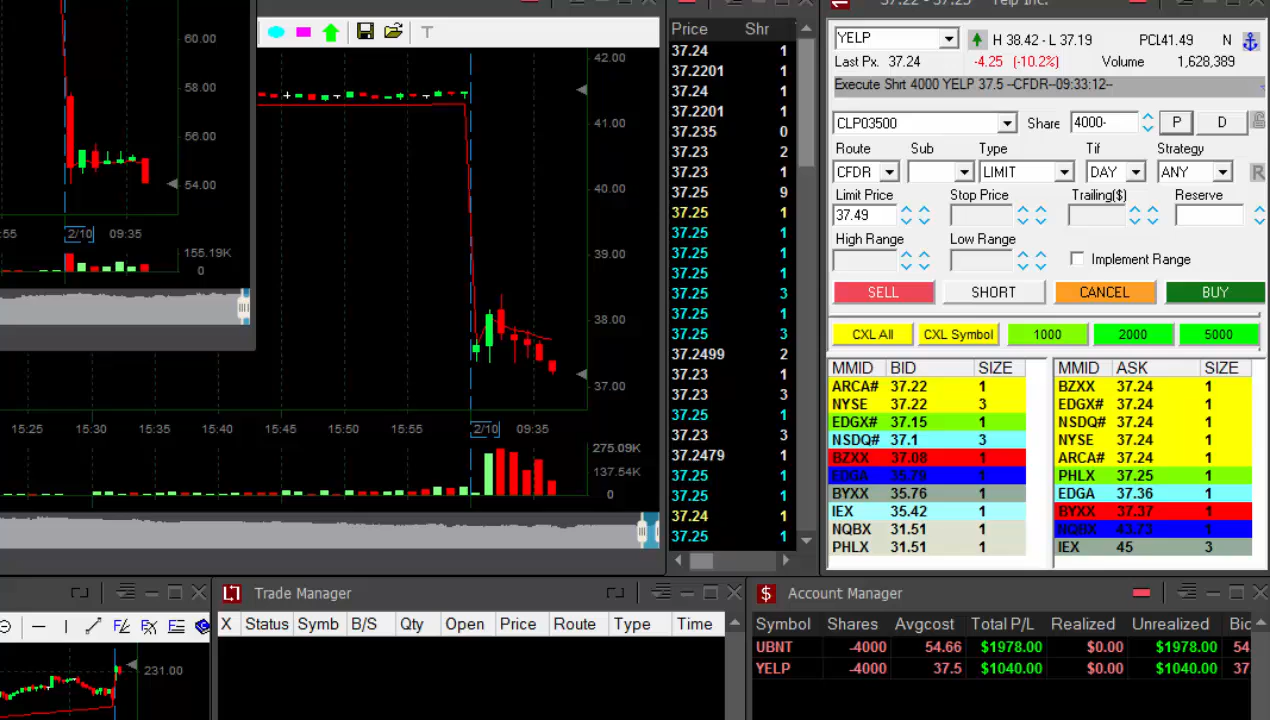 37.22 - 37.25 Yelp Inc.
60.00
58.00
56.00
54.00
:55 2/10 09:35
155.19K
0
T
42.00
41.00
40.00
39.00
38.00
37.00
15:25 15:30 15:35 15:40 15:45 15:50 15:55 2/10 09:35
275.09K
137.54K
0
Price Shr
37.24 1
37.2201 1
37.24 1
37.2201 1
37.235 0
37.23 2
37.23 1
37.25 9
37.25 1
37.25 1
37.25 1
37.25 1
37.25 3
37.25 1
37.25 3
37.2499 2
37.23 1
37.23 3
37.25 1
37.23 3
37.2479 1
37.25 1
37.25 1
37.24 1
37.25 1
YELP H 38.42 - L 37.19 PCL41.49 N
Last Px. 37.24 -4.25 (-10.2%) Volume 1,628,389
Execute Shrt 4000 YELP 37.5 --CFDR--09:33:12--
CLP03500 Share 4000- P D
Route Sub Type Tif Strategy
CFDR LIMIT DAY ANY R
Limit Price Stop Price Trailing($) Reserve
37.49
High Range Low Range
Implement Range
SELL SHORT CANCEL BUY
CXL All CXL Symbol 1000 2000 5000
MMID BID SIZE MMID ASK SIZE
ARCA# 37.22 1 BZXX 37.24 1
NYSE 37.22 3 EDGX# 37.24 1
EDGX# 37.15 1 NSDQ# 37.24 1
NSDQ# 37.1 3 NYSE 37.24 1
BZXX 37.08 1 ARCA# 37.24 1
EDGA 35.79 1 PHLX 37.25 1
BYXX 35.76 1 EDGA 37.36 1
IEX 35.42 1 BYXX 37.37 1
NQBX 31.51 1 NQBX 43.73 1
PHLX 31.51 1 IEX 45 3
231.00
Trade Manager
X Status Symb B/S Qty Open Price Route Type Time
Account Manager
Symbol Shares Avgcost Total P/L Realized Unrealized Bid
UBNT -4000 54.66 $1978.00 $0.00 $1978.00 54
YELP -4000 37.5 $1040.00 $0.00 $1040.00 37